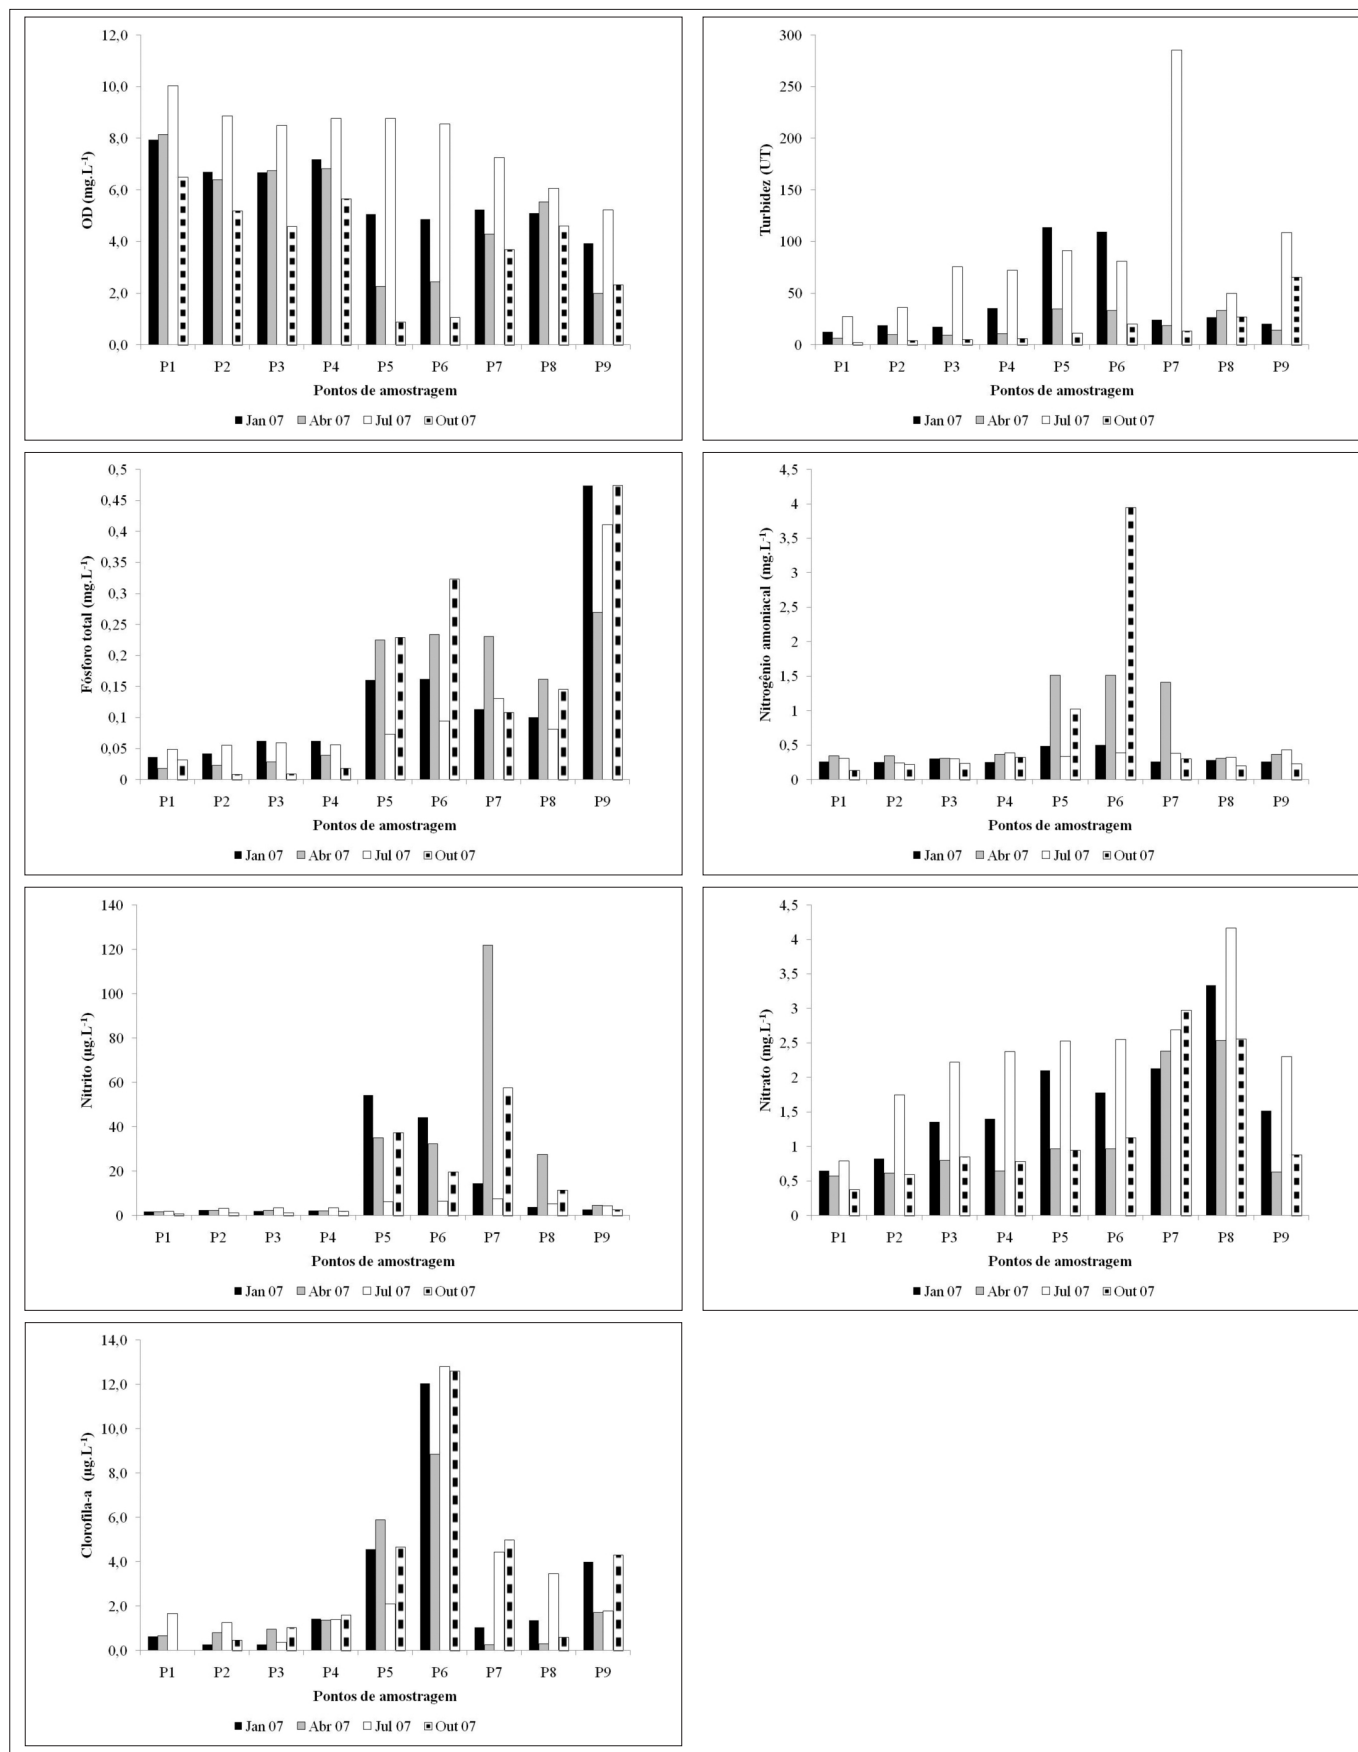 12,0
10,0
8,0
6,0
4,0
2,0
0,0
OD (mg.L⁻¹)
P1 P2 P3 P4 P5 P6 P7 P8 P9
Pontos de amostragem
Jan 07 Abr 07 Jul 07 Out 07
300
250
200
150
100
50
0
Turbidez (UT)
P1 P2 P3 P4 P5 P6 P7 P8 P9
Pontos de amostragem
Jan 07 Abr 07 Jul 07 Out 07
0,5
0,45
0,4
0,35
0,3
0,25
0,2
0,15
0,1
0,05
0
Fósforo total (mg.L⁻¹)
P1 P2 P3 P4 P5 P6 P7 P8 P9
Pontos de amostragem
Jan 07 Abr 07 Jul 07 Out 07
4,5
4
3,5
3
2,5
2
1,5
1
0,5
0
Nitrogênio amoniacal (mg.L⁻¹)
P1 P2 P3 P4 P5 P6 P7 P8 P9
Pontos de amostragem
Jan 07 Abr 07 Jul 07 Out 07
140
120
100
80
60
40
20
0
Nitrito (µg.L⁻¹)
P1 P2 P3 P4 P5 P6 P7 P8 P9
Pontos de amostragem
Jan 07 Abr 07 Jul 07 Out 07
4,5
4
3,5
3
2,5
2
1,5
1
0,5
0
Nitrato (mg.L⁻¹)
P1 P2 P3 P4 P5 P6 P7 P8 P9
Pontos de amostragem
Jan 07 Abr 07 Jul 07 Out 07
14,0
12,0
10,0
8,0
6,0
4,0
2,0
0,0
Clorofila-a (µg.L⁻¹)
P1 P2 P3 P4 P5 P6 P7 P8 P9
Pontos de amostragem
Jan 07 Abr 07 Jul 07 Out 07